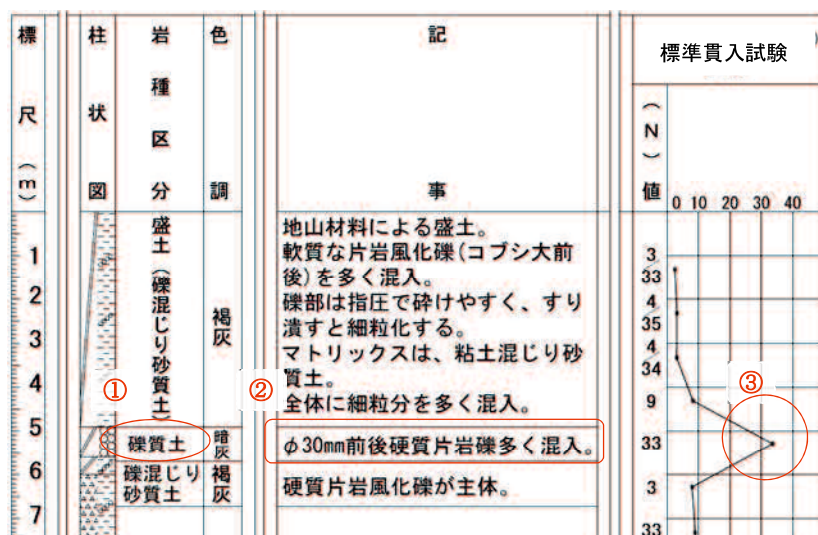 標尺(m)
柱状図
岩種区分
色調
記事
標準貫入試験
(N)値
0 10 20 30 40
1
2
3
4
5
6
7
盛土(礫混じり砂質土)
褐灰
地山材料による盛土。
軟質な片岩風化礫(コブシ大前
後)を多く混入。
礫部は指圧で砕けやすく、すり
潰すと細粒化する。
マトリックスは、粘土混じり砂
質土。
全体に細粒分を多く混入。
①
礫質土
暗灰
②
φ30mm前後硬質片岩礫多く混入。
③
礫混じり
砂質土
褐灰
硬質片岩風化礫が主体。
3
33
4
35
4
34
9
33
3
33